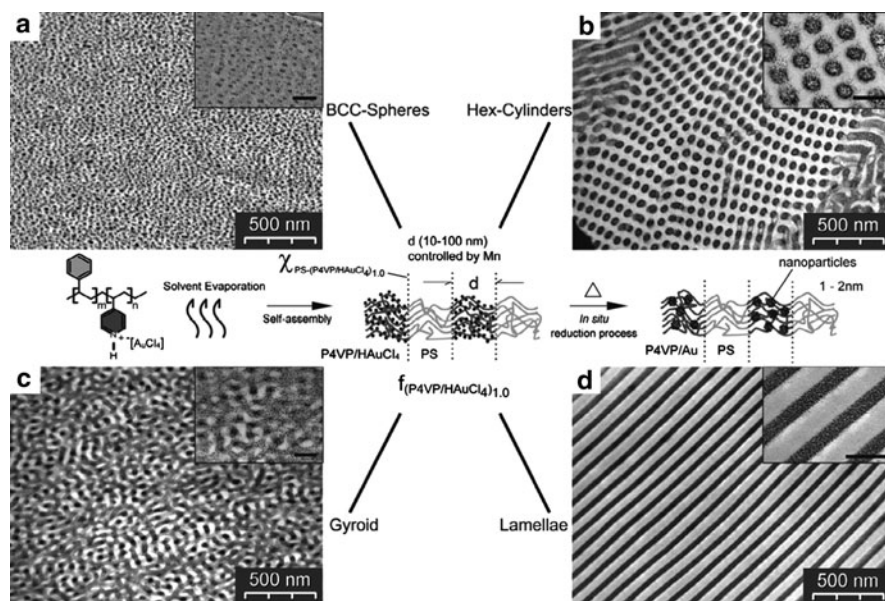 a
b
BCC-Spheres
Hex-Cylinders
500 nm
500 nm
d (10-100 nm)
controlled by Mn
χPS-(P4VP/HAuCl4)1.0
d
nanoparticles
1 - 2nm
Solvent Evaporation
Self-assembly
Δ
In situ
reduction process
m
n
N
+
-[AuCl4]
H
P4VP/HAuCl4
PS
P4VP/Au
PS
f(P4VP/HAuCl4)1.0
c
d
Gyroid
Lamellae
500 nm
500 nm